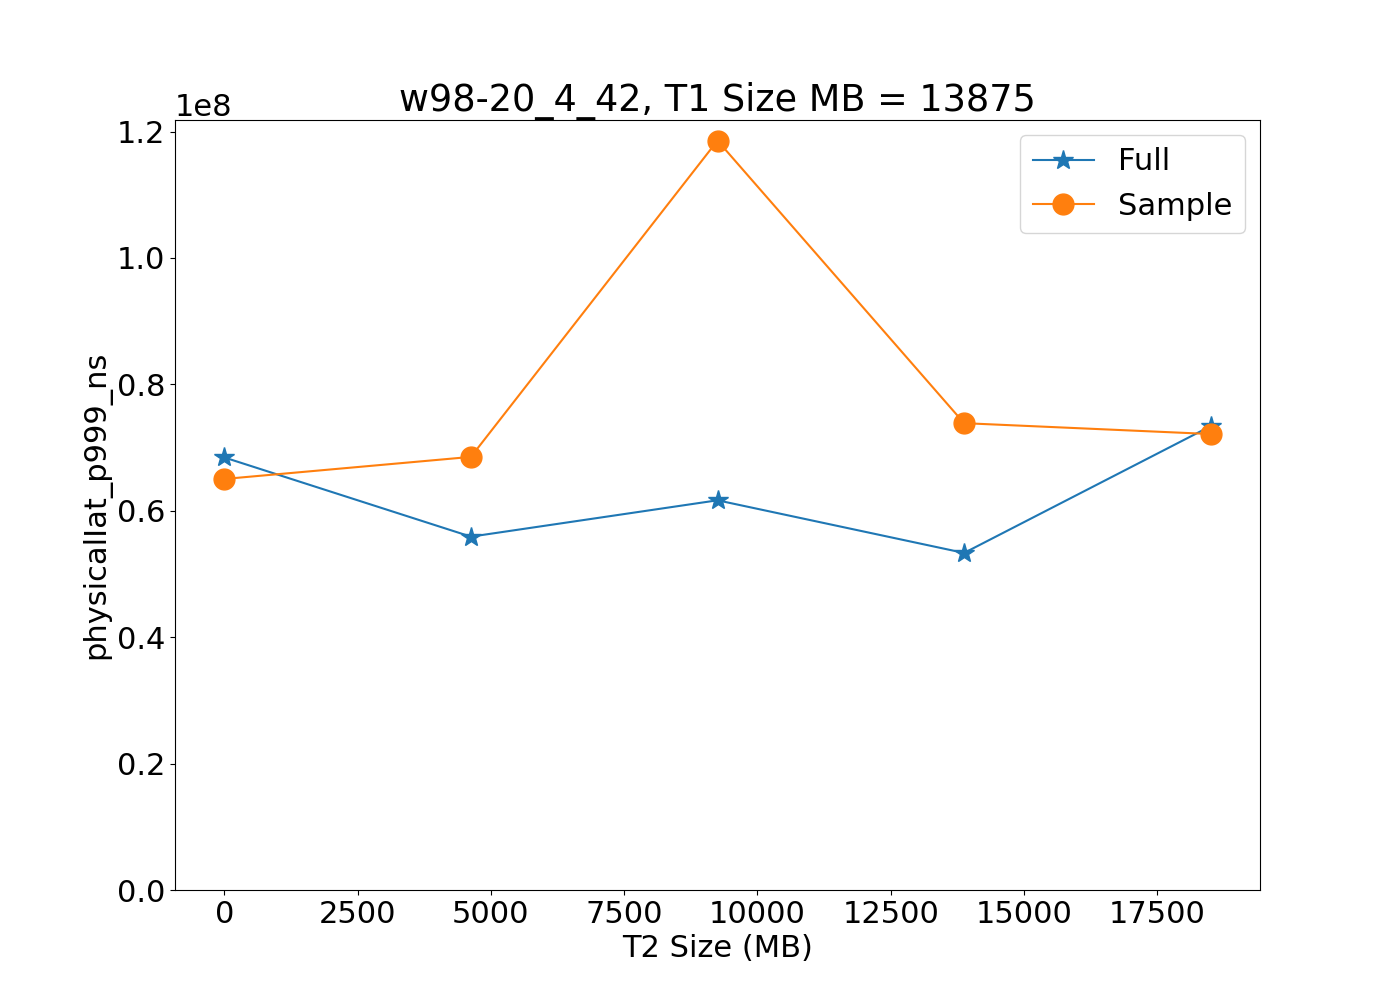 w98-20_4_42, T1 Size MB = 13875
1e8
1.2
1.0
0.8
0.6
0.4
0.2
0.0
physicallat_p999_ns
Full
Sample
0 2500 5000 7500 10000 12500 15000 17500
T2 Size (MB)